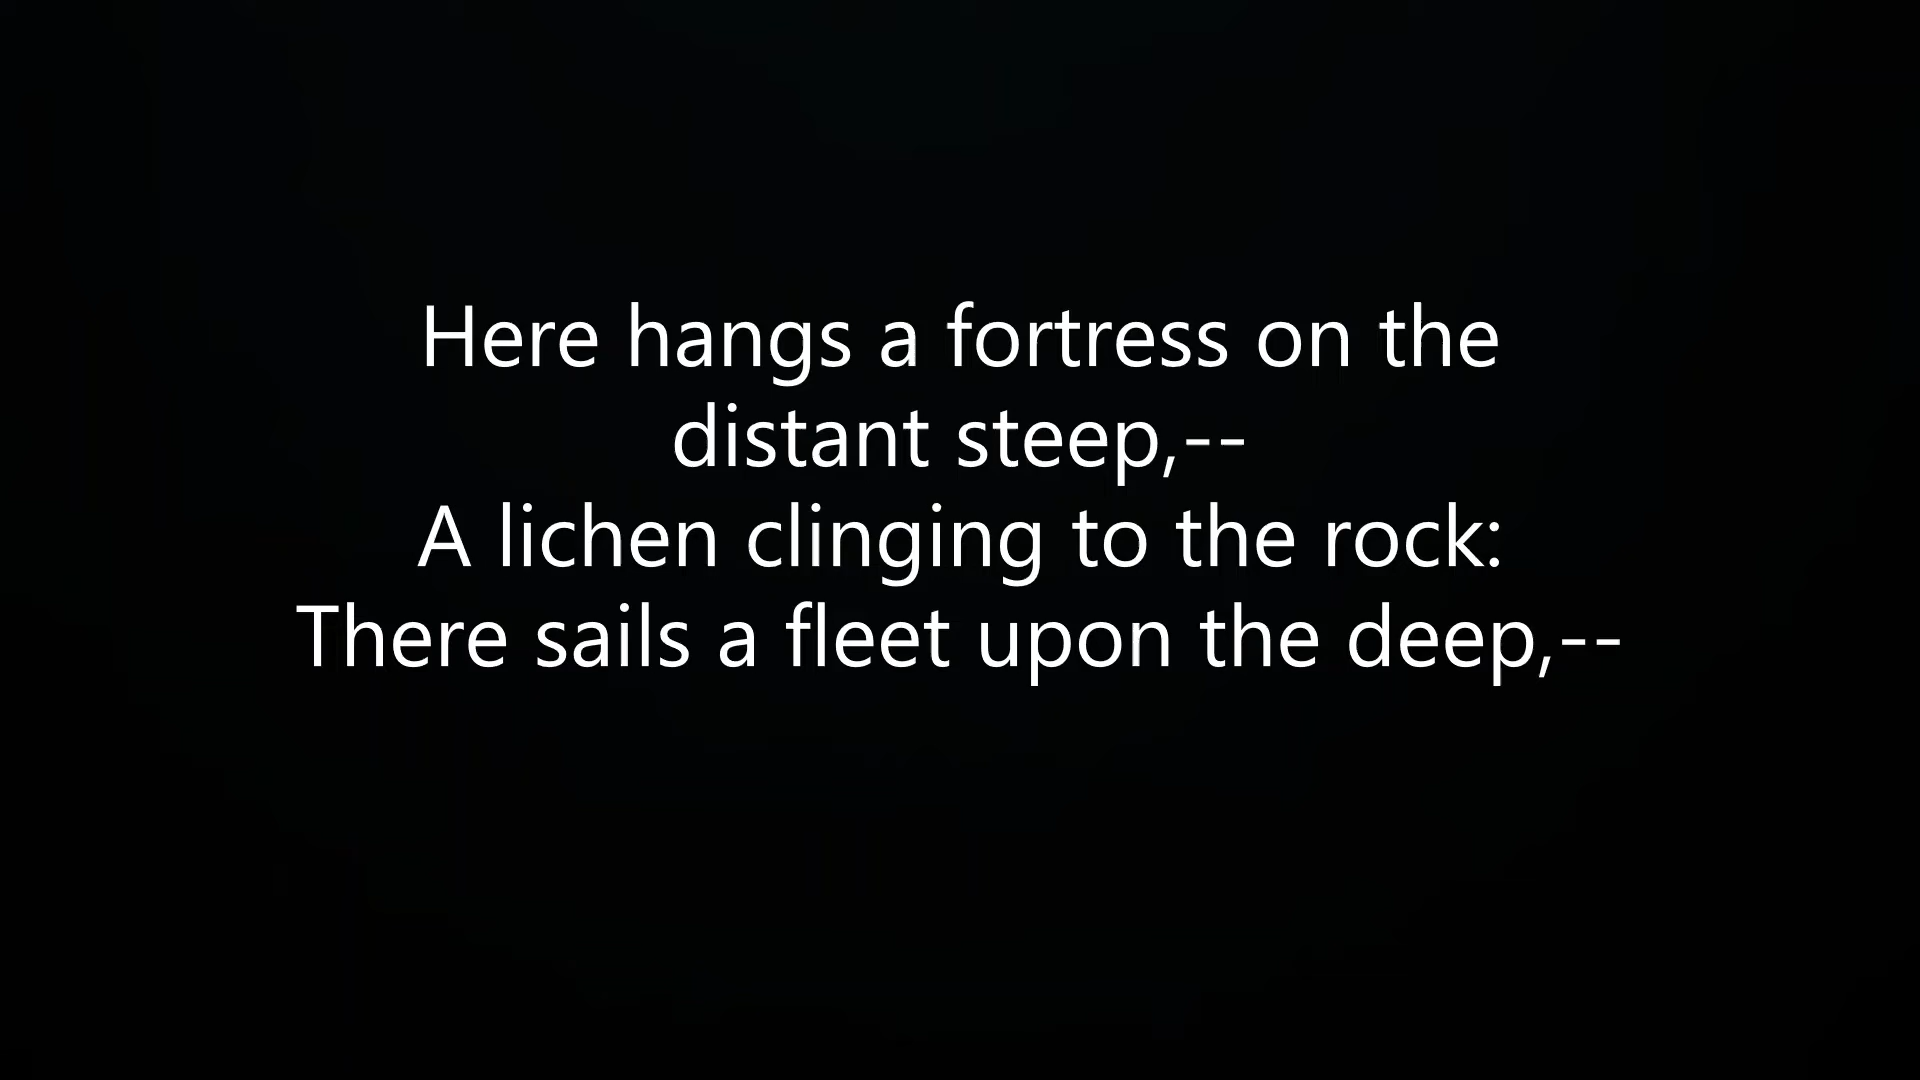 Here hangs a fortress on the
distant steep,--
A lichen clinging to the rock:
There sails a fleet upon the deep,--